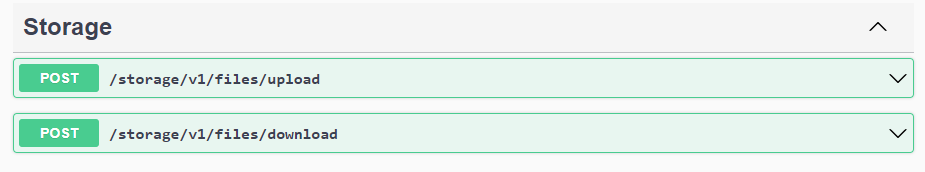 Storage
POST /storage/v1/files/upload
POST /storage/v1/files/download